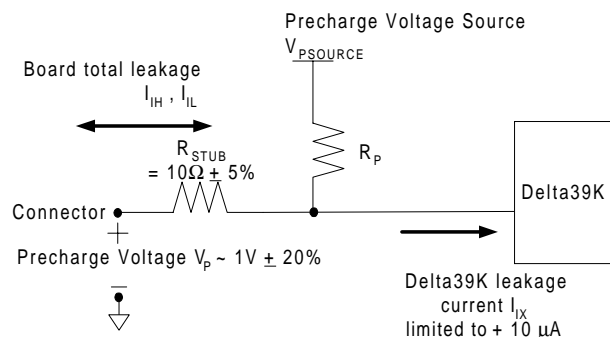 Precharge Voltage Source
V_PSOURCE
Board total leakage
I_IH , I_IL
R_STUB
= 10Ω ± 5%
R_P
Delta39K
Connector
+
Precharge Voltage V_P ~ 1V ± 20%
–
Delta39K leakage
current I_IX
limited to + 10 µA